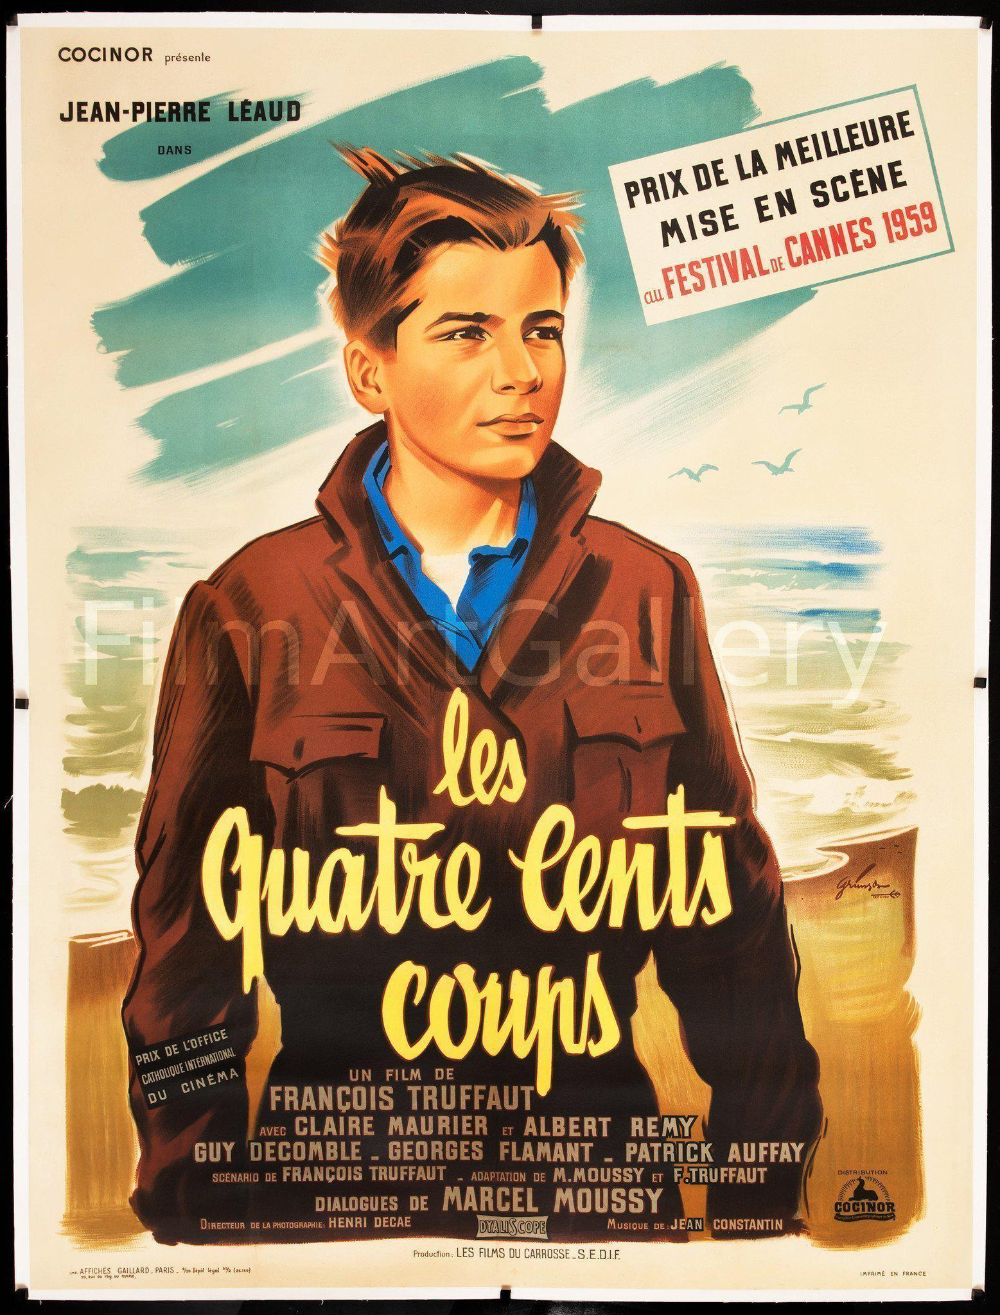 COCINOR présente
JEAN-PIERRE LÉAUD
DANS
PRIX DE LA MEILLEURE
MISE EN SCÈNE
au FESTIVAL DE CANNES 1959
FilmArtGallery
les
quatre cents
coups
PRIX DE L'OFFICE
CATHOLIQUE INTERNATIONAL
DU CINÉMA
UN FILM DE
FRANÇOIS TRUFFAUT
AVEC CLAIRE MAURIER ET ALBERT REMY
GUY DECOMBLE _ GEORGES FLAMANT _ PATRICK AUFFAY
SCÉNARIO DE FRANÇOIS TRUFFAUT _ ADAPTATION DE M.MOUSSY ET F.TRUFFAUT
DIALOGUES DE MARCEL MOUSSY
DIRECTEUR DE LA PHOTOGRAPHIE: HENRI DECAE
DYALISCOPE
MUSIQUE DE: JEAN CONSTANTIN
DISTRIBUTION
COCINOR
Production: LES FILMS DU CARROSSE_S.E.D.I.F.
IMP. AFFICHES GAILLARD_PARIS_
IMPRIMÉ EN FRANCE